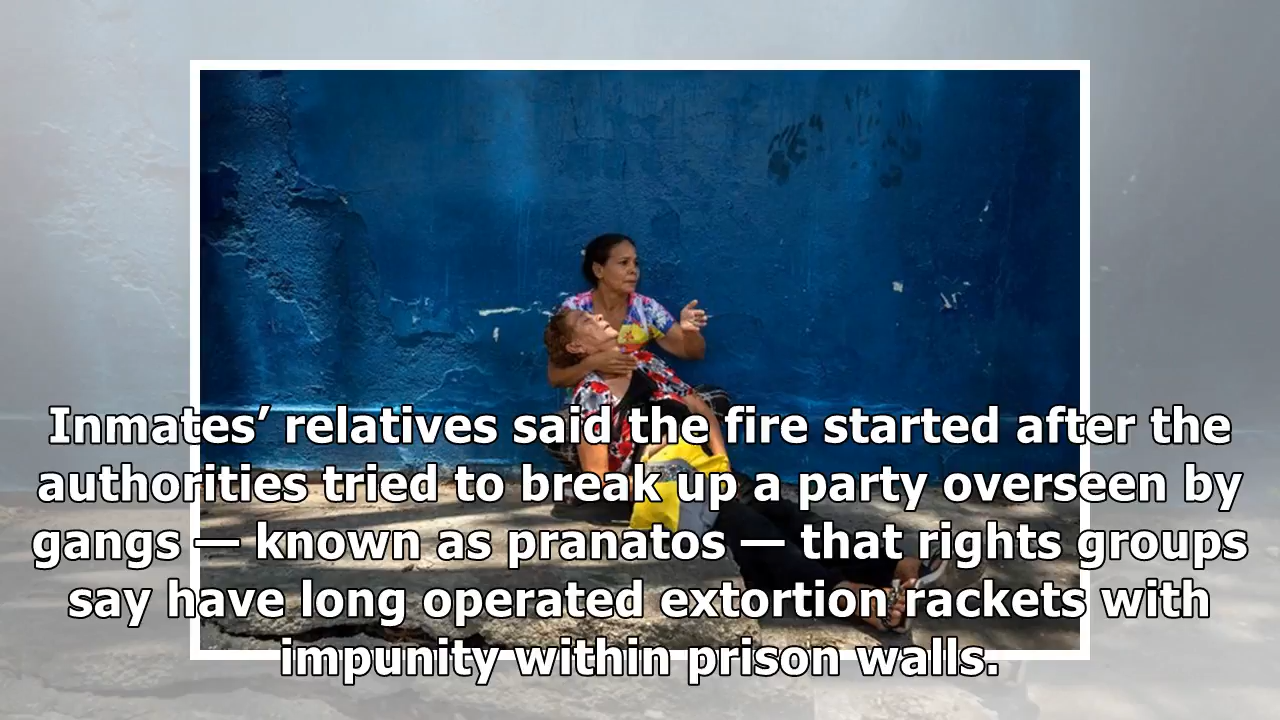 Inmates’ relatives said the fire started after the
authorities tried to break up a party overseen by
gangs — known as pranatos — that rights groups
say have long operated extortion rackets with
impunity within prison walls.